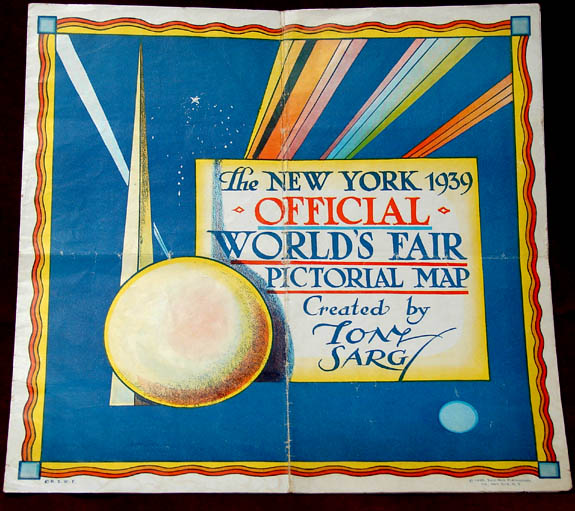 The NEW YORK 1939
OFFICIAL
WORLD'S FAIR
PICTORIAL MAP
Created by
TONY
SARG